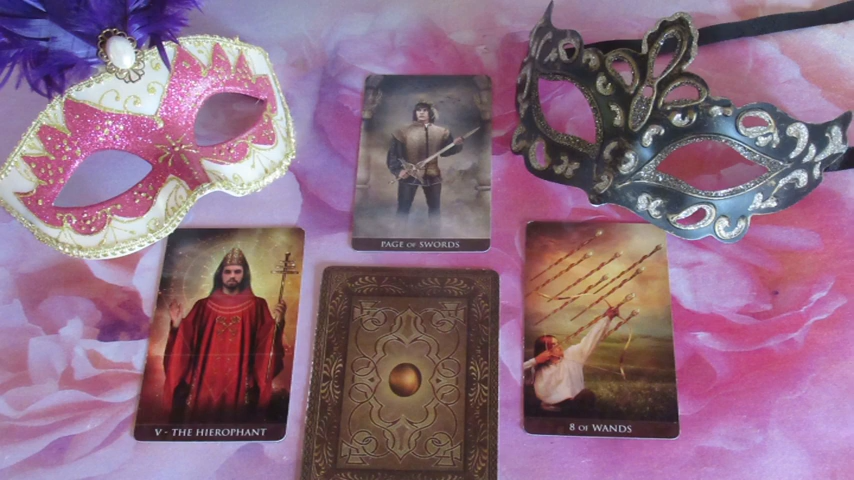 PAGE OF SWORDS
V - THE HIEROPHANT
8 OF WANDS